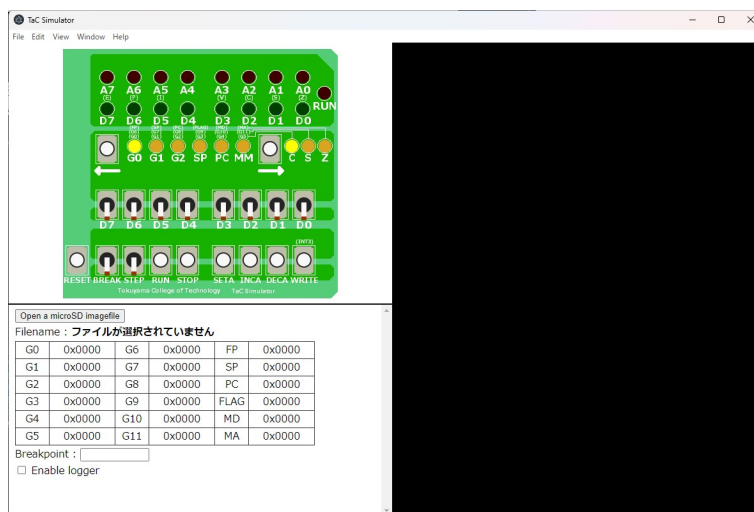 TaC Simulator
File Edit View Window Help
A7 A6 A5 A4 A3 A2 A1 A0
(E) (P) (I) (V) (C) (S) (Z)
RUN
D7 D6 D5 D4 D3 D2 D1 D0
G0 G1 G2 SP PC MM C S Z
D7 D6 D5 D4 D3 D2 D1 D0
(INT3)
RESET BREAK STEP RUN STOP SETA INCA DECA WRITE
Tokuyama College of Technology TaC Simulator
Open a microSD imagefile
Filename : ファイルが選択されていません
G0 0x0000 G6 0x0000 FP 0x0000
G1 0x0000 G7 0x0000 SP 0x0000
G2 0x0000 G8 0x0000 PC 0x0000
G3 0x0000 G9 0x0000 FLAG 0x0000
G4 0x0000 G10 0x0000 MD 0x0000
G5 0x0000 G11 0x0000 MA 0x0000
Breakpoint :
Enable logger